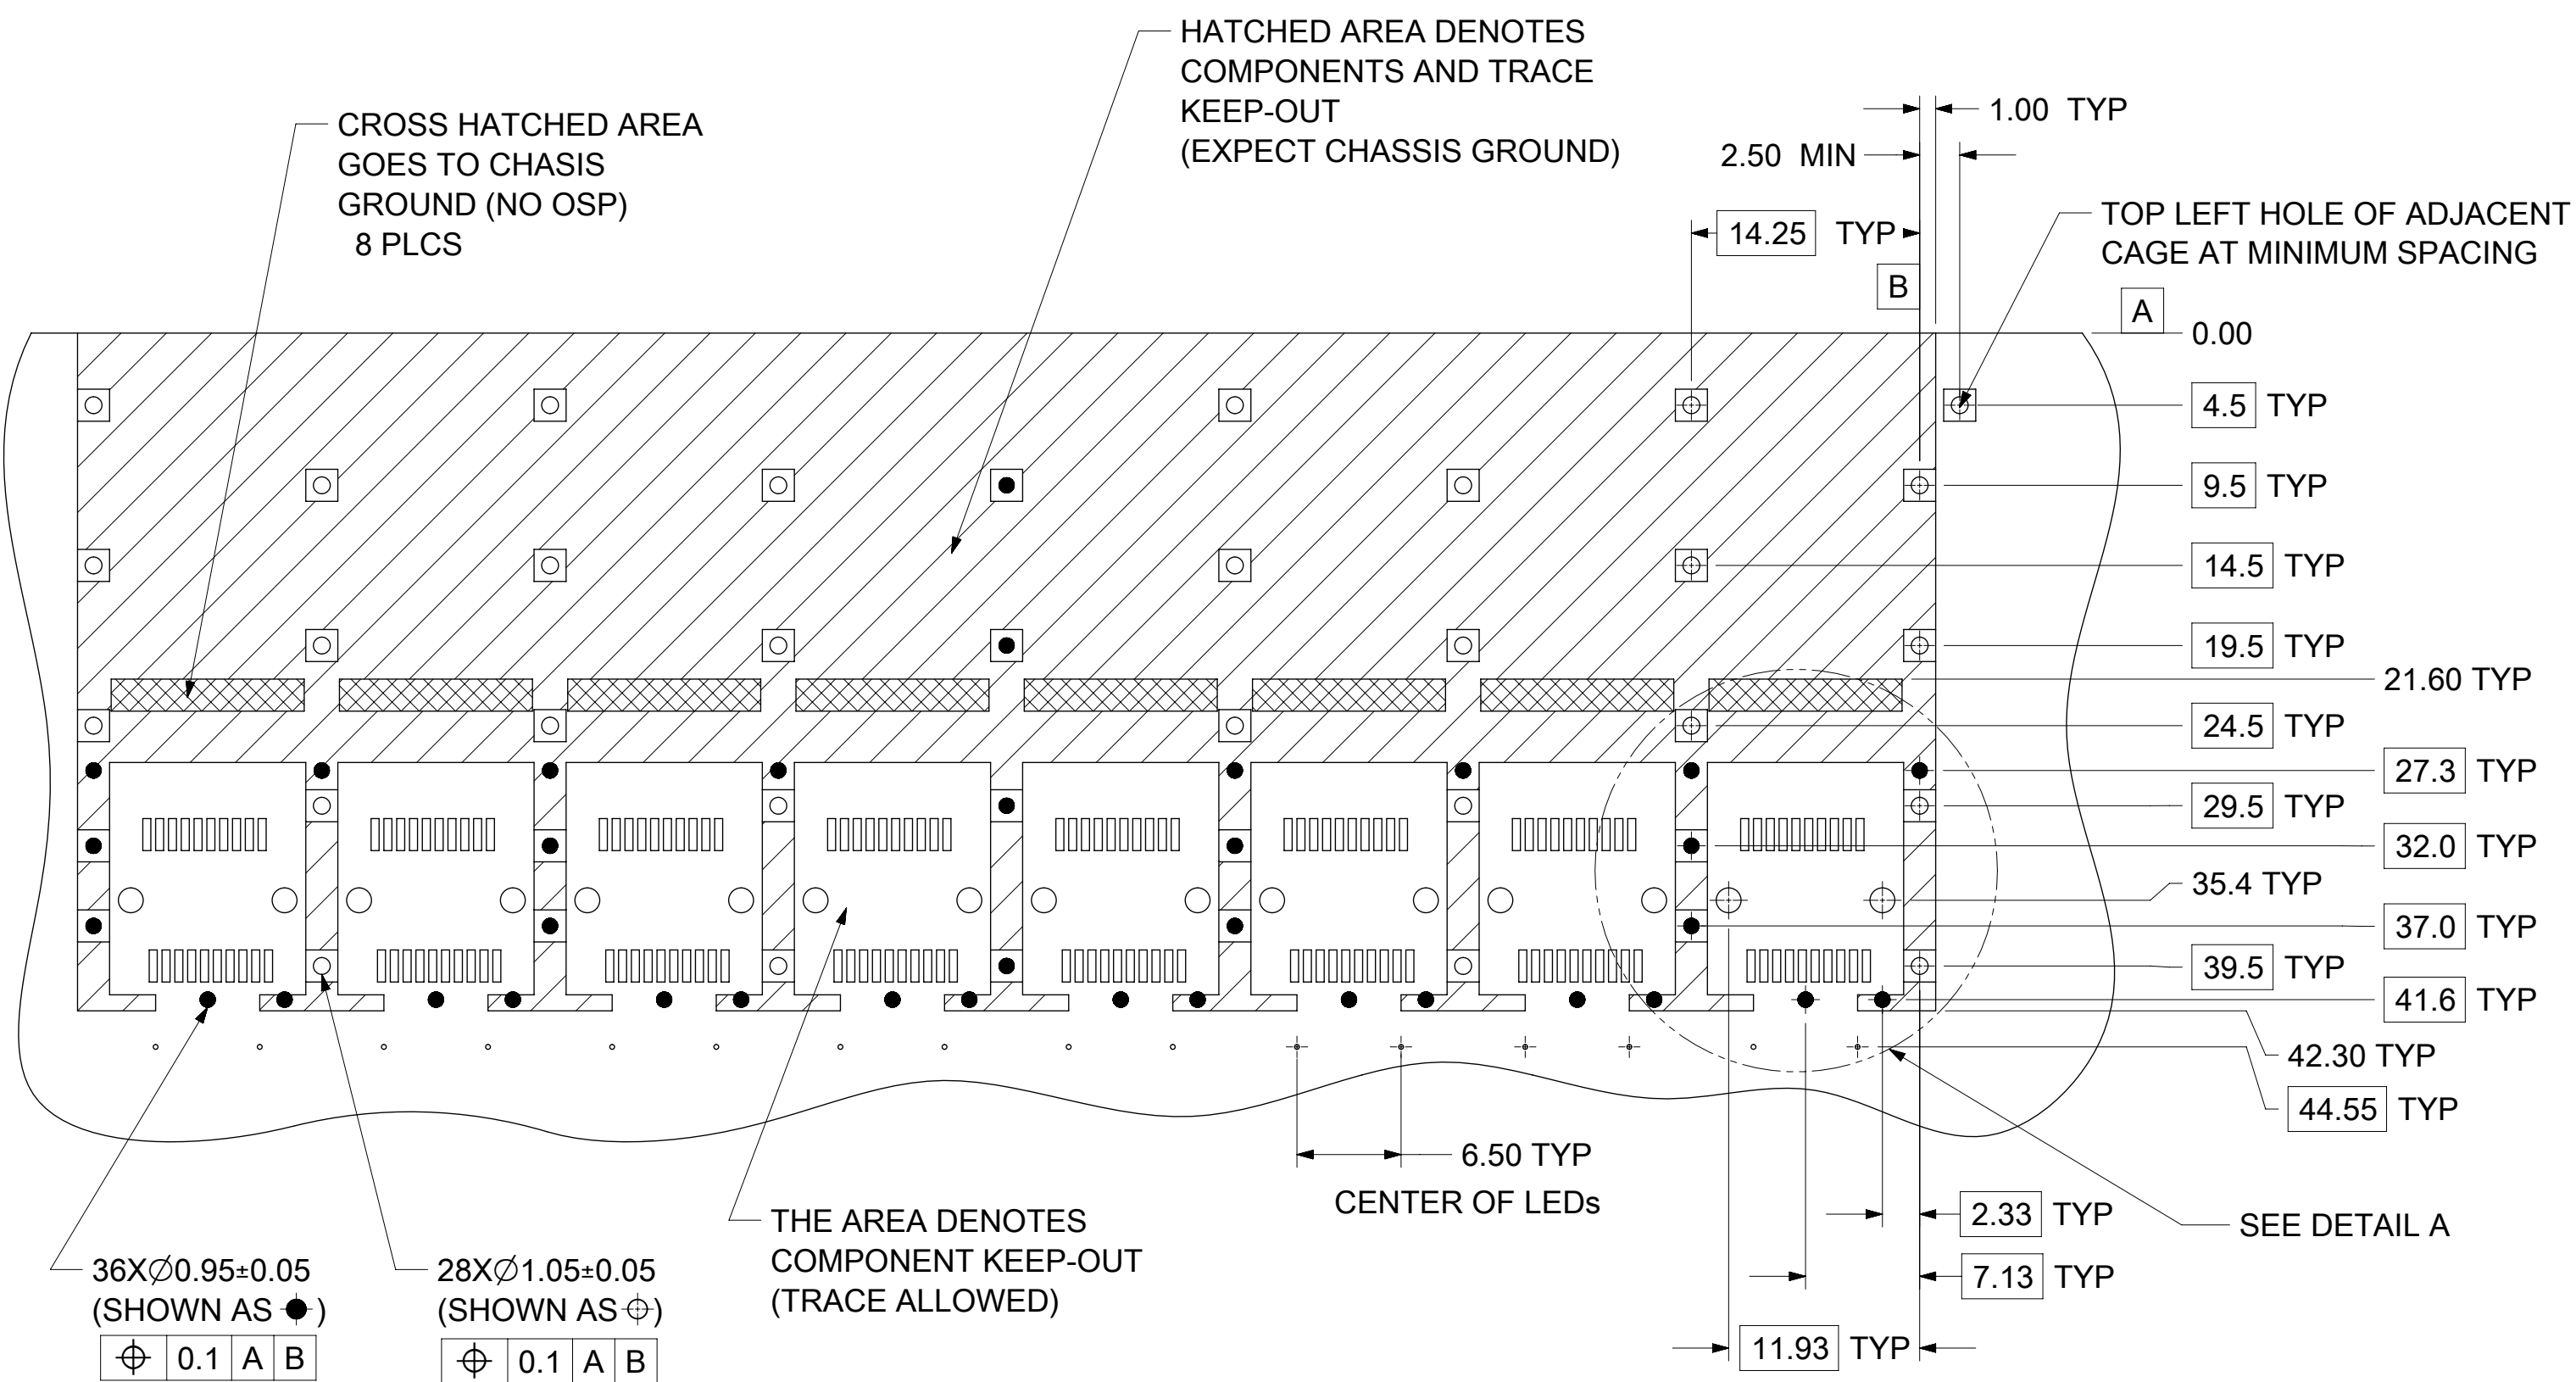 HATCHED AREA DENOTES
COMPONENTS AND TRACE
KEEP-OUT
(EXPECT CHASSIS GROUND)
CROSS HATCHED AREA
GOES TO CHASIS
GROUND (NO OSP)
8 PLCS
1.00 TYP
2.50 MIN
14.25 TYP
TOP LEFT HOLE OF ADJACENT
CAGE AT MINIMUM SPACING
B
A
0.00
4.5 TYP
9.5 TYP
14.5 TYP
19.5 TYP
21.60 TYP
24.5 TYP
27.3 TYP
29.5 TYP
32.0 TYP
35.4 TYP
37.0 TYP
39.5 TYP
41.6 TYP
42.30 TYP
44.55 TYP
6.50 TYP
CENTER OF LEDs
2.33 TYP
SEE DETAIL A
7.13 TYP
11.93 TYP
THE AREA DENOTES
COMPONENT KEEP-OUT
(TRACE ALLOWED)
36X∅0.95±0.05
(SHOWN AS ●)
⌖ 0.1 A B
28X∅1.05±0.05
(SHOWN AS ⌖)
⌖ 0.1 A B